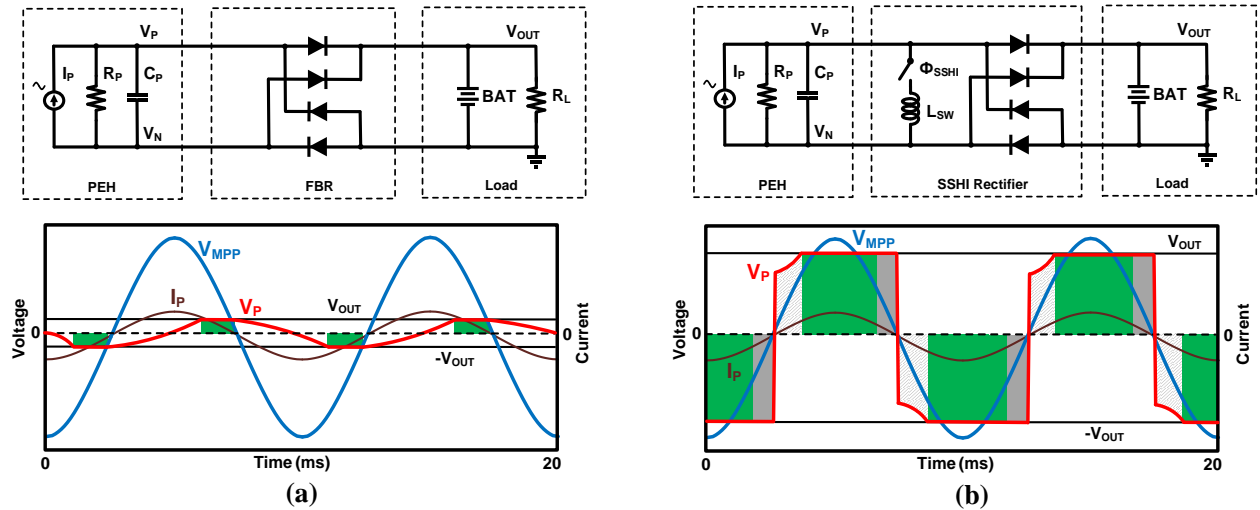 V_P
V_OUT
~
I_P
R_P
C_P
BAT
R_L
V_N
PEH
FBR
Load
V_MPP
I_P
V_P
V_OUT
Voltage
0
0
Current
-V_OUT
0
Time (ms)
20
(a)
V_P
V_OUT
~
I_P
R_P
C_P
Φ_SSHI
BAT
R_L
L_SW
V_N
PEH
SSHI Rectifier
Load
V_MPP
V_OUT
V_P
Voltage
0
0
Current
I_P
-V_OUT
0
Time (ms)
20
(b)